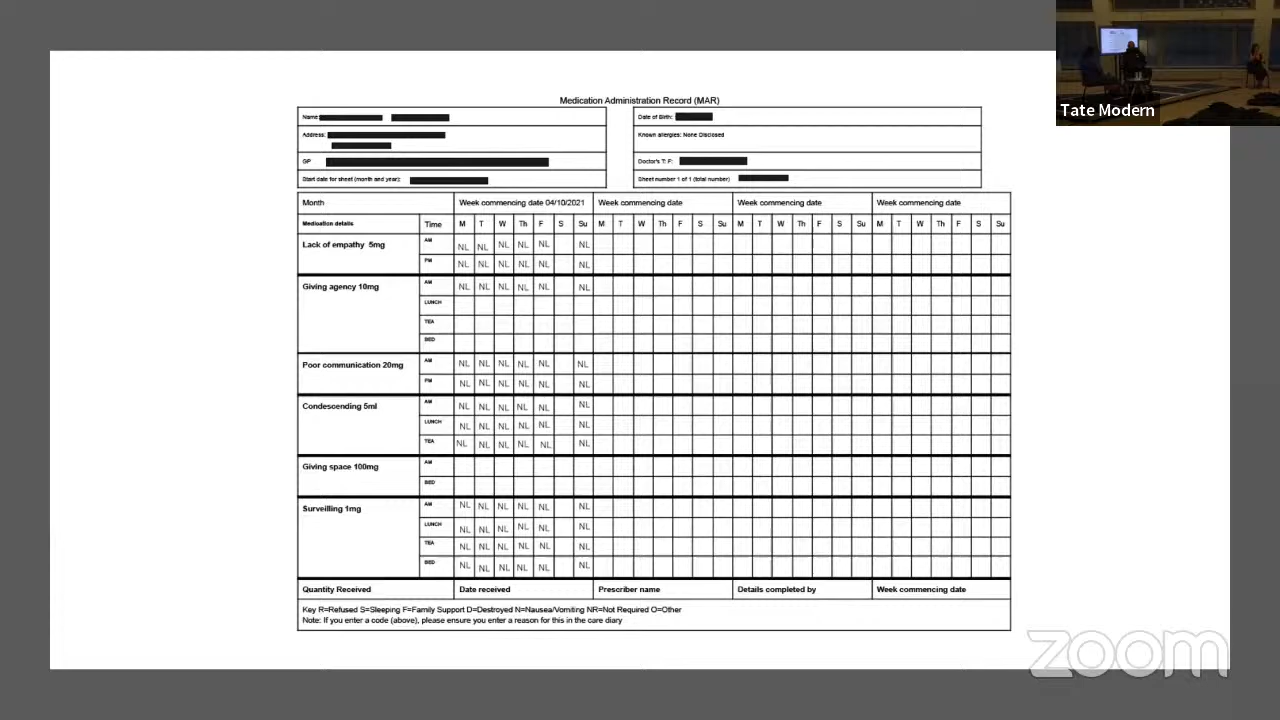 Tate Modern
Medication Administration Record (MAR)
Name:
Date of Birth:
Address:
Known allergies: None Disclosed
GP
Doctor's T: F:
Start date for sheet (month and year):
Sheet number 1 of 1 (total number)
Month Week commencing date 04/10/2021 Week commencing date Week commencing date Week commencing date
Medication details Time M T W Th F S Su M T W Th F S Su M T W Th F S Su M T W Th F S Su
Lack of empathy 5mg AM NL NL NL NL NL NL
PM NL NL NL NL NL NL
Giving agency 10mg AM NL NL NL NL NL NL
LUNCH
TEA
BED
Poor communication 20mg AM NL NL NL NL NL NL
PM NL NL NL NL NL NL
Condescending 5ml AM NL NL NL NL NL NL
LUNCH NL NL NL NL NL NL
TEA NL NL NL NL NL NL
Giving space 100mg AM
BED
Surveilling 1mg AM NL NL NL NL NL NL
LUNCH NL NL NL NL NL NL
TEA NL NL NL NL NL NL
BED NL NL NL NL NL NL
Quantity Received Date received Prescriber name Details completed by Week commencing date
Key R=Refused S=Sleeping F=Family Support D=Destroyed N=Nausea/Vomiting NR=Not Required O=Other
Note: If you enter a code (above), please ensure you enter a reason for this in the care diary
zoom